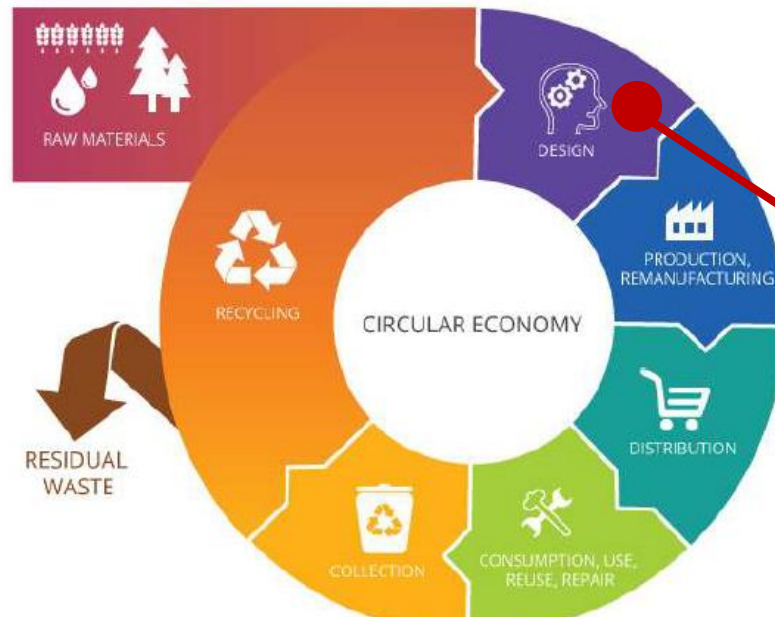 RAW MATERIALS
DESIGN
PRODUCTION,
REMANUFACTURING
RECYCLING
CIRCULAR ECONOMY
DISTRIBUTION
RESIDUAL
WASTE
CONSUMPTION, USE,
REUSE, REPAIR
COLLECTION